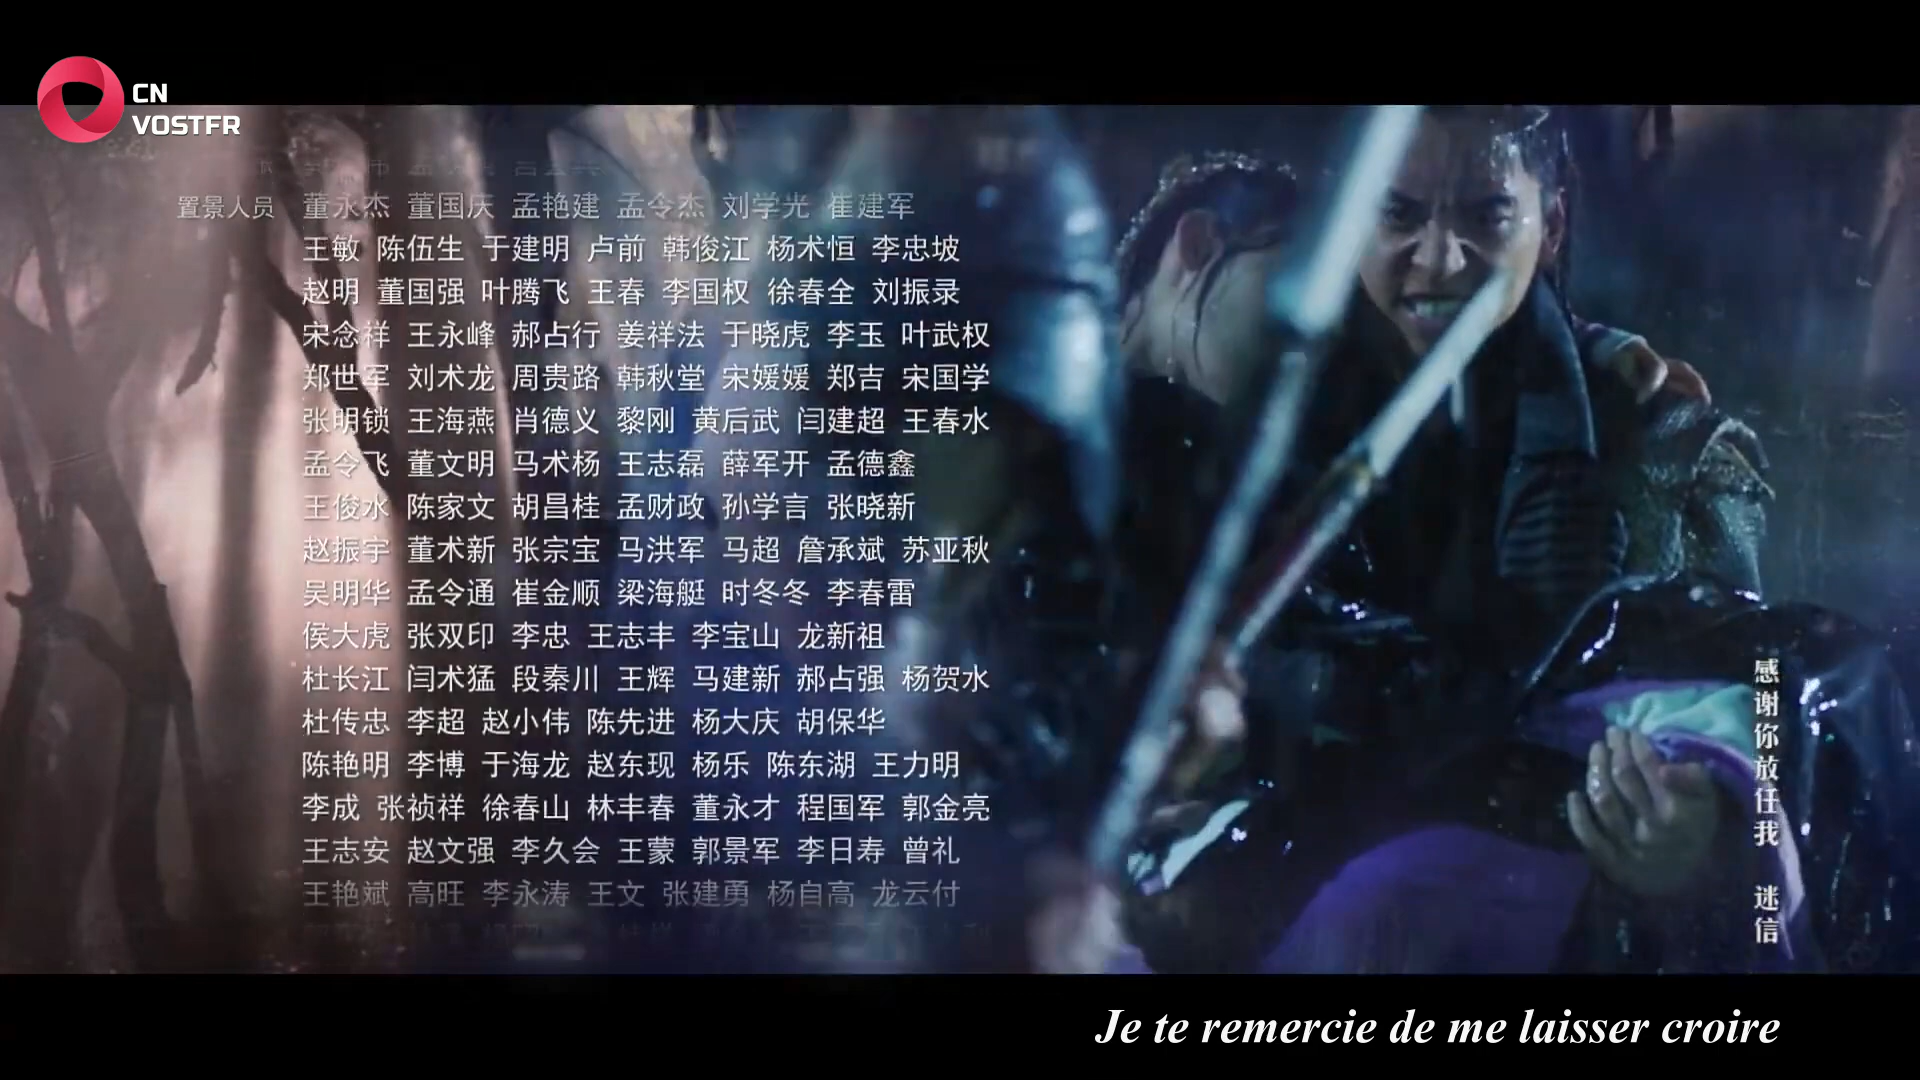 CN
VOSTFR
置景人员 董永杰 董国庆 孟艳建 孟令杰 刘学光 崔建军
王敏 陈伍生 于建明 卢前 韩俊江 杨术恒 李忠坡
赵明 董国强 叶腾飞 王春 李国权 徐春全 刘振录
宋念祥 王永峰 郝占行 姜祥法 于晓虎 李玉 叶武权
郑世军 刘术龙 周贵路 韩秋堂 宋媛媛 郑吉 宋国学
张明锁 王海燕 肖德义 黎刚 黄后武 闫建超 王春水
孟令飞 董文明 马术杨 王志磊 薛军开 孟德鑫
王俊水 陈家文 胡昌桂 孟财政 孙学言 张晓新
赵振宇 董术新 张宗宝 马洪军 马超 詹承斌 苏亚秋
吴明华 孟令通 崔金顺 梁海艇 时冬冬 李春雷
侯大虎 张双印 李忠 王志丰 李宝山 龙新祖
杜长江 闫术猛 段秦川 王辉 马建新 郝占强 杨贺水
杜传忠 李超 赵小伟 陈先进 杨大庆 胡保华
陈艳明 李博 于海龙 赵东现 杨乐 陈东湖 王力明
李成 张祯祥 徐春山 林丰春 董永才 程国军 郭金亮
王志安 赵文强 李久会 王蒙 郭景军 李日寿 曾礼
王艳斌 高旺 李永涛 王文 张建勇 杨自高 龙云付
感谢你放任我 迷信
Je te remercie de me laisser croire